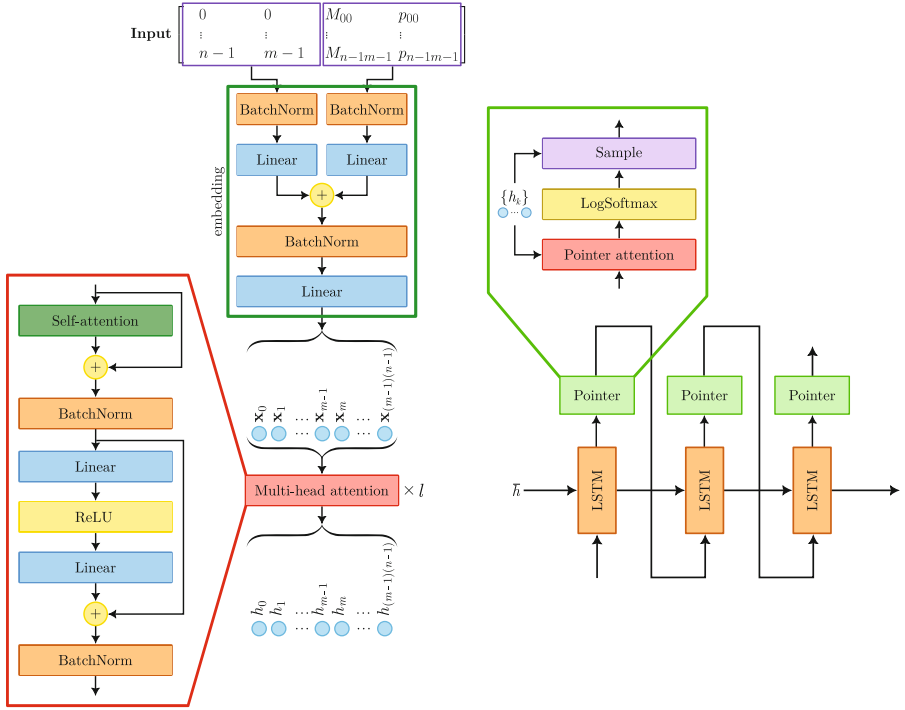 Input
0 0 M₀₀ p₀₀
⋮ ⋮ ⋮ ⋮
n − 1 m − 1 Mₙ₋₁ₘ₋₁ pₙ₋₁ₘ₋₁
embedding
BatchNorm BatchNorm
Linear Linear
+
BatchNorm
Linear
x₀ x₁ ... xₘ₋₁ xₘ ... x₍ₘ₋₁₎₍ₙ₋₁₎
Multi-head attention × l
h₀ h₁ ... hₘ₋₁ hₘ ... h₍ₘ₋₁₎₍ₙ₋₁₎
Self-attention
+
BatchNorm
Linear
ReLU
Linear
+
BatchNorm
Sample
{hₖ}
...
LogSoftmax
Pointer attention
Pointer Pointer Pointer
h̄
LSTM LSTM LSTM